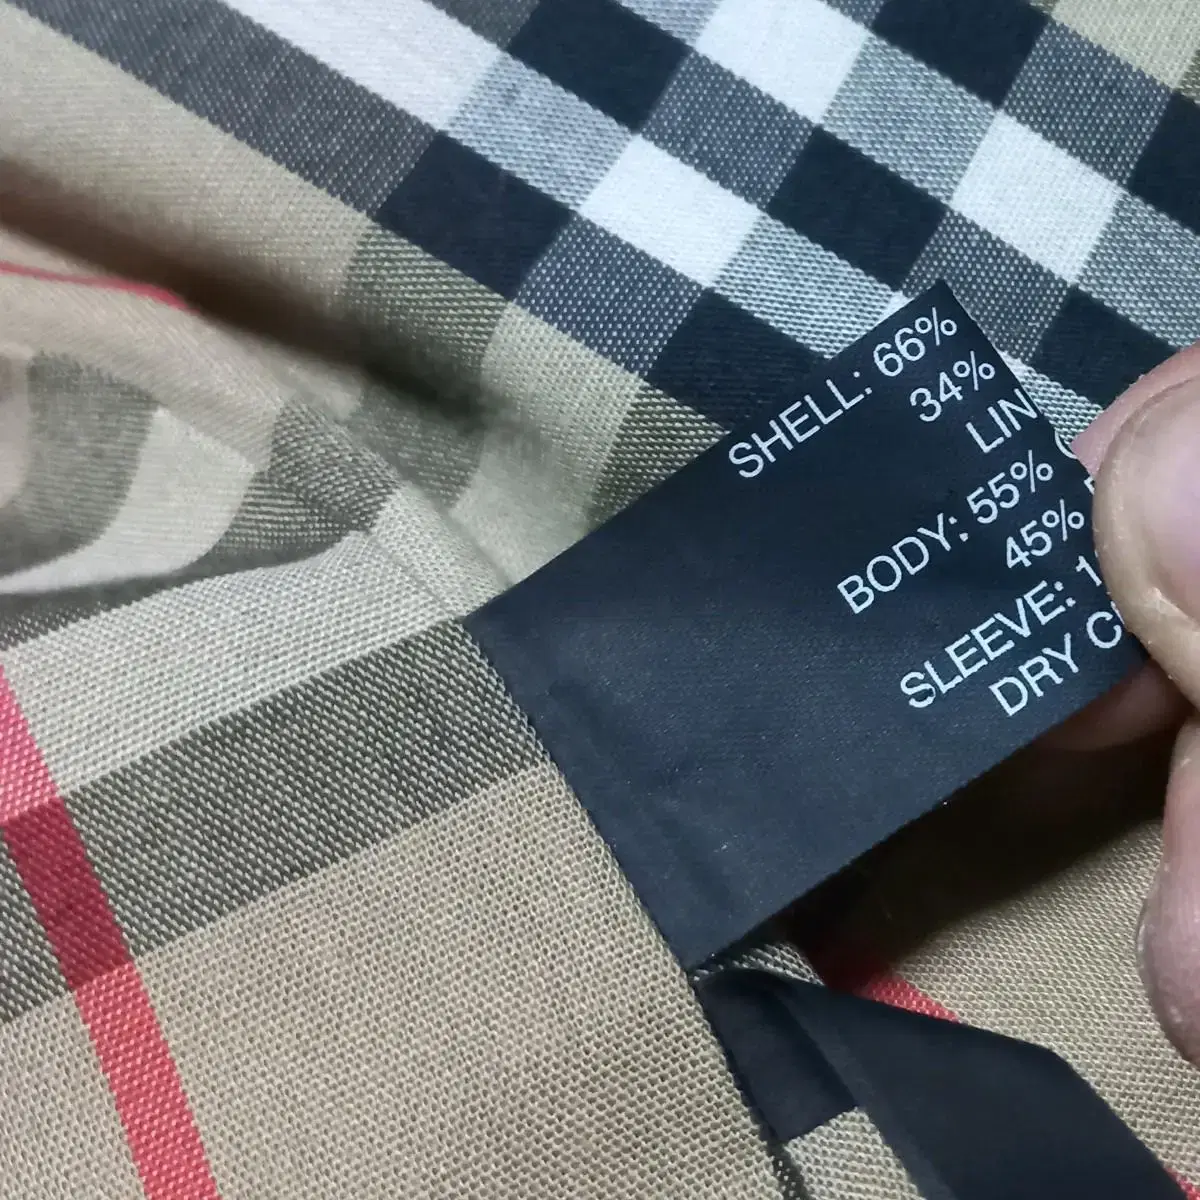 SHELL: 66%
34%
LIN
BODY: 55%
45%
SLEEVE: 1
DRY C